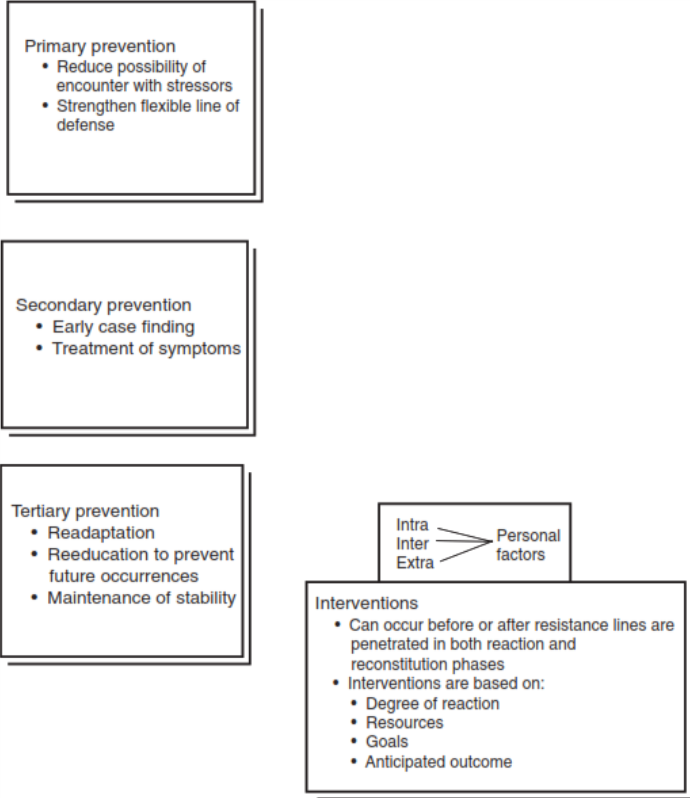 Primary prevention
• Reduce possibility of
encounter with stressors
• Strengthen flexible line of
defense
Secondary prevention
• Early case finding
• Treatment of symptoms
Tertiary prevention
• Readaptation
• Reeducation to prevent
future occurrences
• Maintenance of stability
Intra
Inter
Extra
Personal
factors
Interventions
• Can occur before or after resistance lines are
penetrated in both reaction and
reconstitution phases
• Interventions are based on:
• Degree of reaction
• Resources
• Goals
• Anticipated outcome